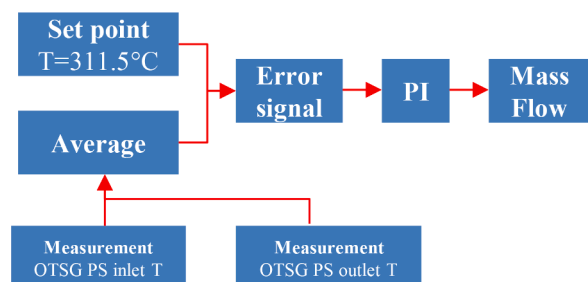 Set point
T=311.5°C
Error
signal
PI
Mass
Flow
Average
Measurement
OTSG PS inlet T
Measurement
OTSG PS outlet T